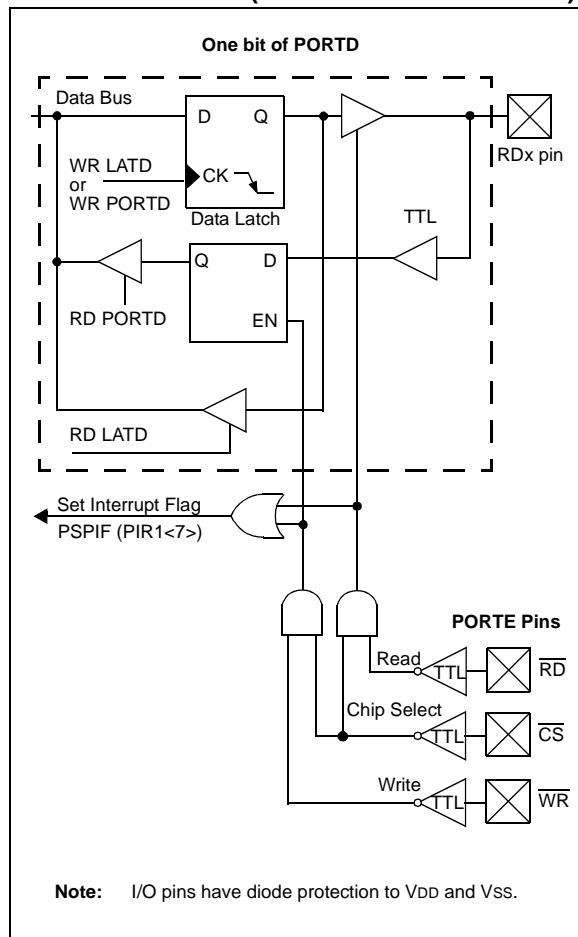 One bit of PORTD
Data Bus
D Q
RDx pin
WR LATD
or
WR PORTD
CK
Data Latch
TTL
Q D
EN
RD PORTD
RD LATD
Set Interrupt Flag
PSPIF (PIR1<7>)
PORTE Pins
Read
TTL
RD
Chip Select
TTL
CS
Write
TTL
WR
Note: I/O pins have diode protection to VDD and VSS.